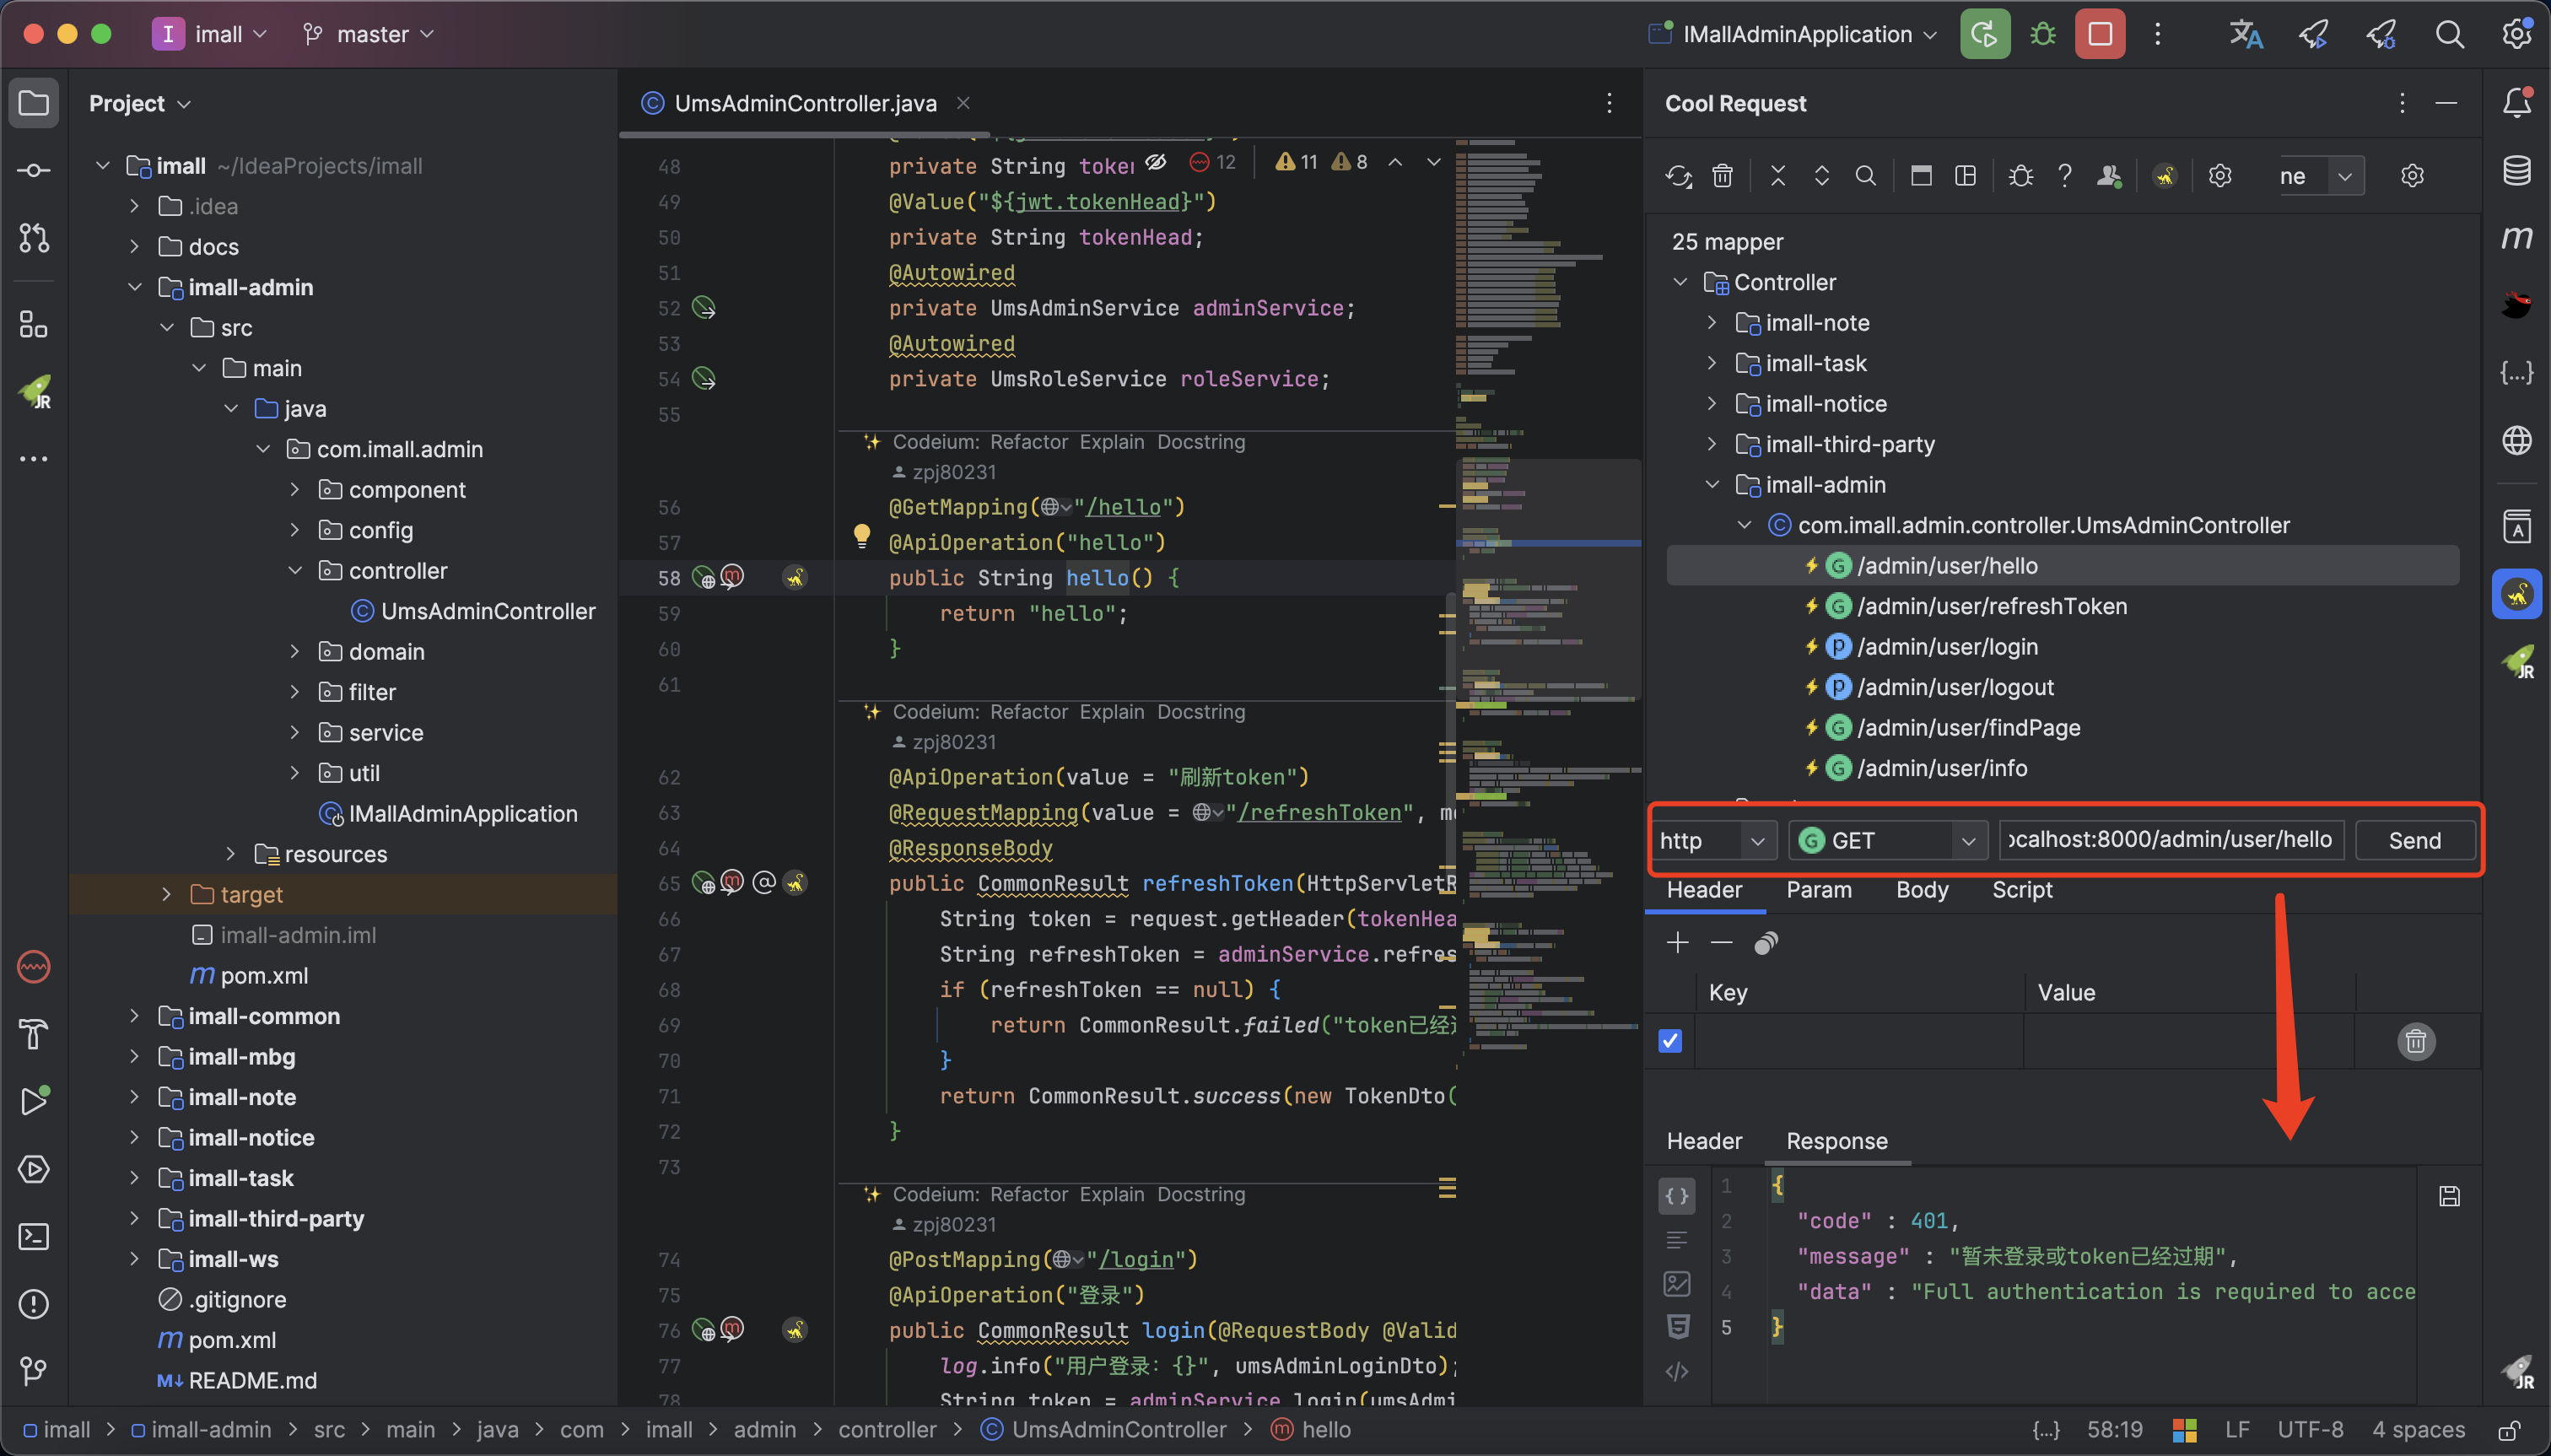 I imall master
IMallAdminApplication
Project
imall ~/IdeaProjects/imall
.idea
docs
imall-admin
src
main
java
com.imall.admin
component
config
controller
UmsAdminController
domain
filter
service
util
IMallAdminApplication
resources
target
imall-admin.iml
pom.xml
imall-common
imall-mbg
imall-note
imall-notice
imall-task
imall-third-party
imall-ws
.gitignore
pom.xml
README.md
UmsAdminController.java
12 11 8
48 private String toker
49 @Value("${jwt.tokenHead}")
50 private String tokenHead;
51 @Autowired
52 private UmsAdminService adminService;
53 @Autowired
54 private UmsRoleService roleService;
55
Codeium: Refactor Explain Docstring
zpj80231
56 @GetMapping("/hello")
57 @ApiOperation("hello")
58 public String hello() {
59 return "hello";
60 }
61
Codeium: Refactor Explain Docstring
zpj80231
62 @ApiOperation(value = "刷新token")
63 @RequestMapping(value = "/refreshToken", me
64 @ResponseBody
65 public CommonResult refreshToken(HttpServletR
66 String token = request.getHeader(tokenHea
67 String refreshToken = adminService.refres
68 if (refreshToken == null) {
69 return CommonResult.failed("token已经
70 }
71 return CommonResult.success(new TokenDto(
72 }
73
Codeium: Refactor Explain Docstring
zpj80231
74 @PostMapping("/login")
75 @ApiOperation("登录")
76 public CommonResult login(@RequestBody @Valid
77 log.info("用户登录: {}", umsAdminLoginDto);
78 String token = adminService.login(umsAdmi
Cool Request
ne
25 mapper
Controller
imall-note
imall-task
imall-notice
imall-third-party
imall-admin
com.imall.admin.controller.UmsAdminController
G /admin/user/hello
G /admin/user/refreshToken
P /admin/user/login
P /admin/user/logout
G /admin/user/findPage
G /admin/user/info
http G GET ocalhost:8000/admin/user/hello Send
Header Param Body Script
Key Value
Header Response
1 {
2 "code" : 401,
3 "message" : "暂未登录或token已经过期",
4 "data" : "Full authentication is required to acce
5 }
imall > imall-admin > src > main > java > com > imall > admin > controller > UmsAdminController > hello
{...} 58:19 LF UTF-8 4 spaces